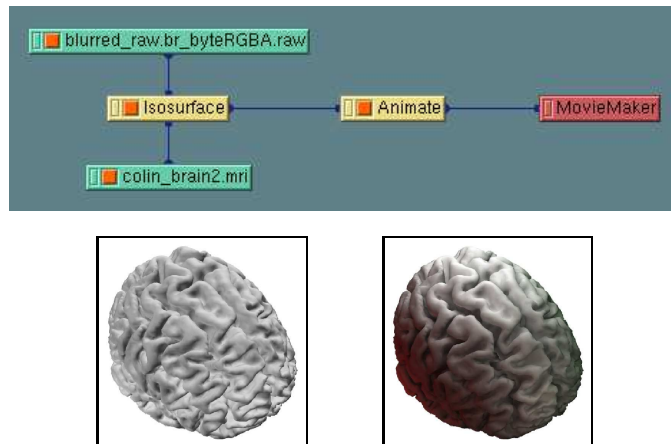 blurred_raw.br_byteRGBA.raw
Isosurface
Animate
MovieMaker
colin_brain2.mri